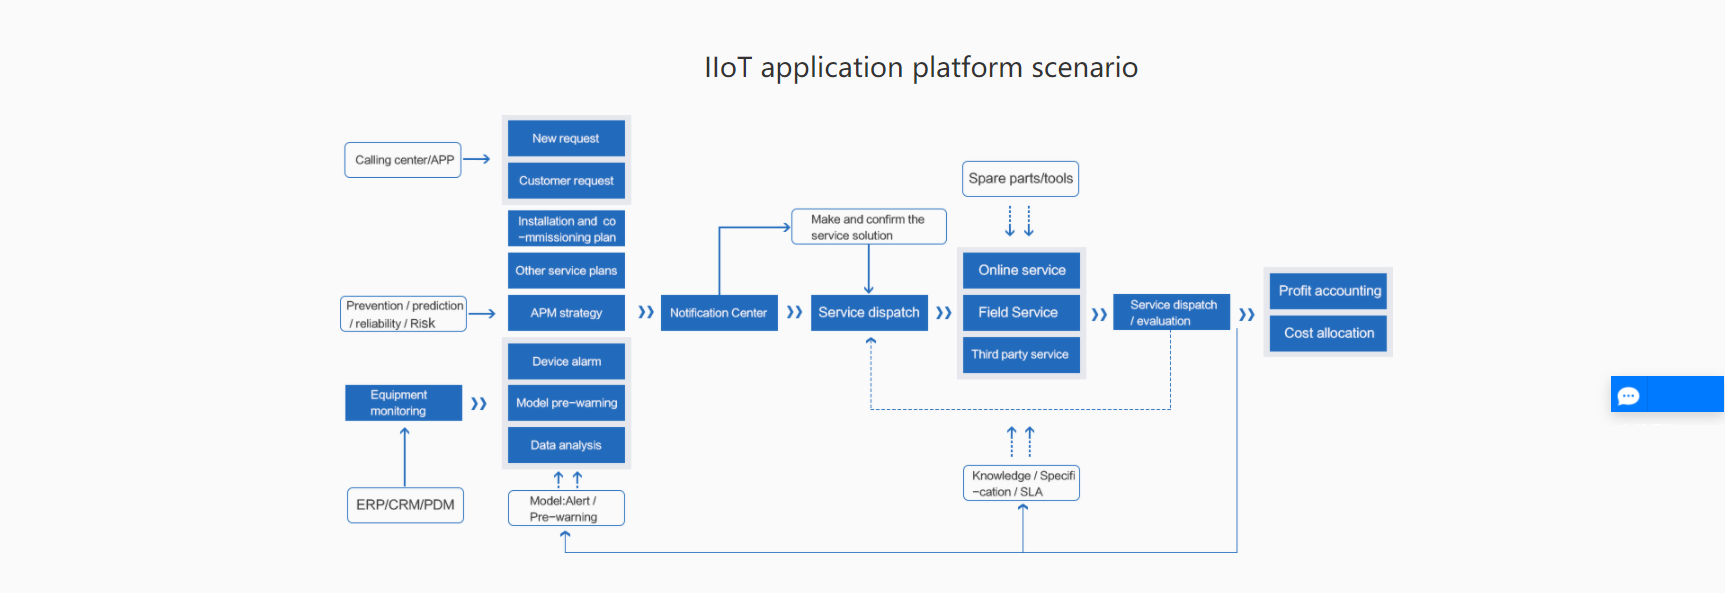 IIoT application platform scenario
Calling center/APP
New request
Customer request
Installation and co
-mmissioning plan
Other service plans
Prevention / prediction
/ reliability / Risk
APM strategy
Device alarm
Model pre-warning
Data analysis
Equipment
monitoring
ERP/CRM/PDM
Model:Alert /
Pre-warning
Notification Center
Make and confirm the
service solution
Service dispatch
Spare parts/tools
Online service
Field Service
Third party service
Knowledge / Specifi
-cation / SLA
Service dispatch
/ evaluation
Profit accounting
Cost allocation